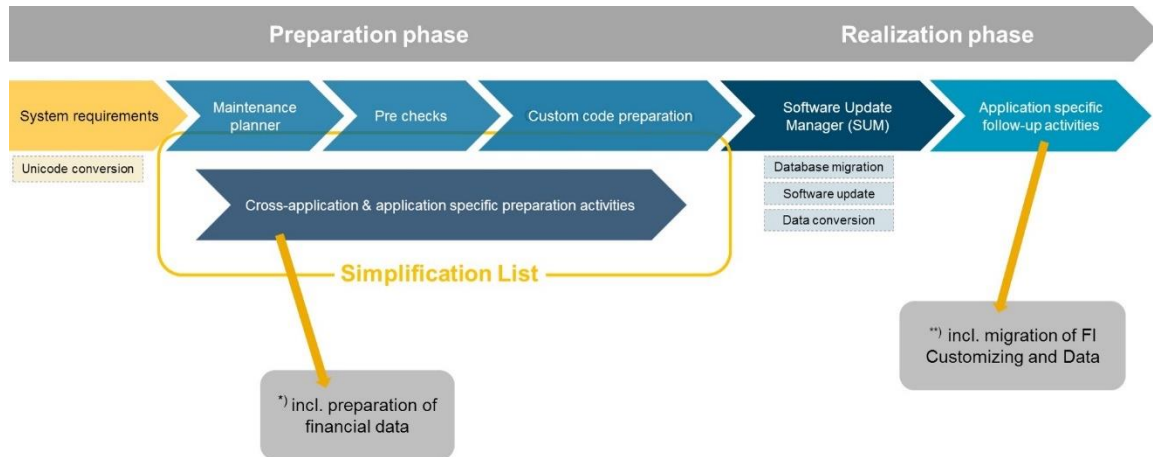 Preparation phase
Realization phase
System requirements
Maintenance
planner
Pre checks
Custom code preparation
Software Update
Manager (SUM)
Application specific
follow-up activities
Unicode conversion
Database migration
Software update
Data conversion
Cross-application & application specific preparation activities
Simplification List
*) incl. preparation of
financial data
**) incl. migration of FI
Customizing and Data